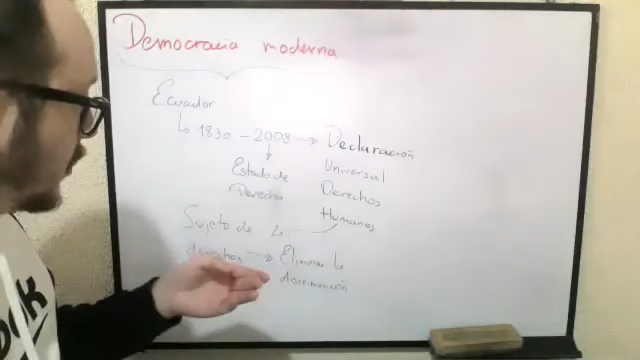 Democracia moderna
Ecuador
1830 - 2008 → Declaración
Universal
Derechos
Humanos
Estado de
Derechos
Sujeto de
derechos → Eliminar la
discriminación